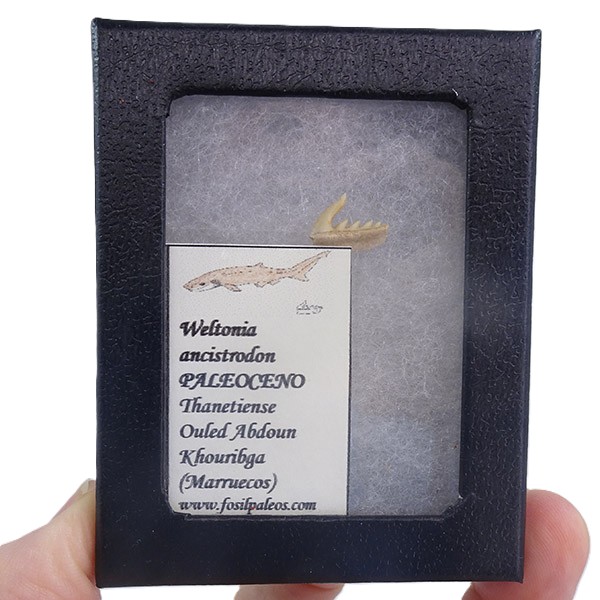 Weltonia
ancistrodon
PALEOCENO
Thanetiense
Ouled Abdoun
Khouribga
(Marruecos)
www.fosilpaleos.com